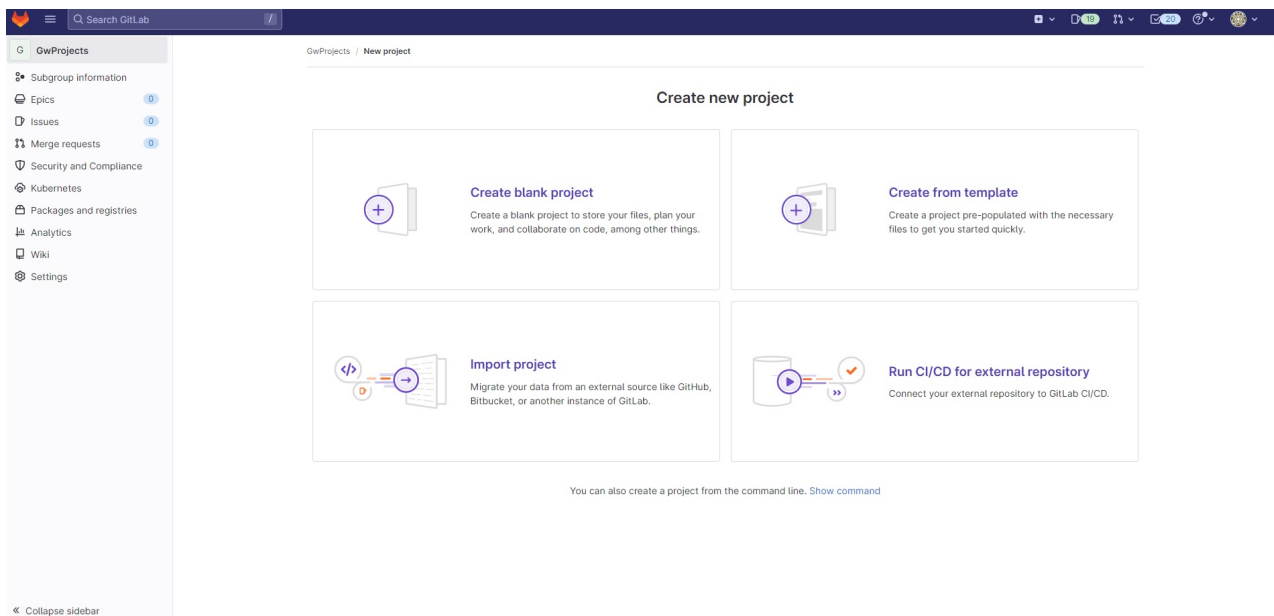 Search GitLab /
19
20
G GwProjects
Subgroup information
Epics 0
Issues 0
Merge requests 0
Security and Compliance
Kubernetes
Packages and registries
Analytics
Wiki
Settings
Collapse sidebar
GwProjects / New project
Create new project
Create blank project
Create a blank project to store your files, plan your
work, and collaborate on code, among other things.
Create from template
Create a project pre-populated with the necessary
files to get you started quickly.
Import project
Migrate your data from an external source like GitHub,
Bitbucket, or another instance of GitLab.
Run CI/CD for external repository
Connect your external repository to GitLab CI/CD.
You can also create a project from the command line. Show command